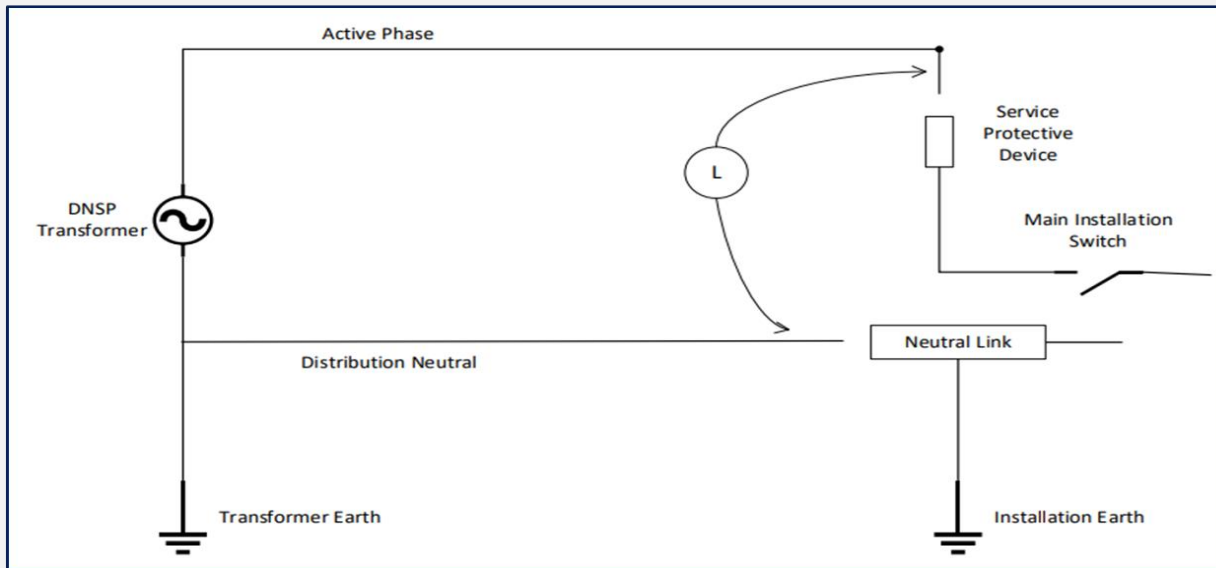 Active Phase
Service
Protective
Device
L
DNSP
Transformer
Main Installation
Switch
Neutral Link
Distribution Neutral
Transformer Earth
Installation Earth